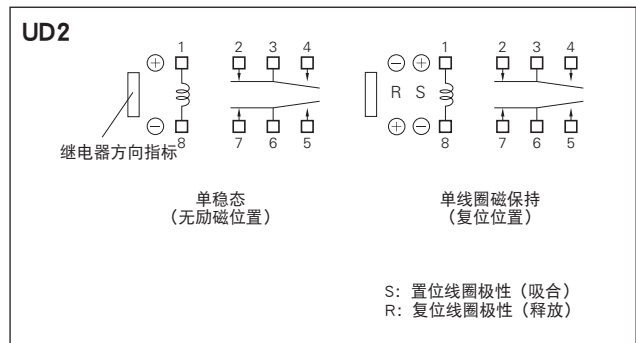 UD2
1 2 3 4
8 7 6 5
继电器方向指标
单稳态
（无励磁位置）
1 2 3 4
R S
8 7 6 5
单线圈磁保持
（复位位置）
S: 置位线圈极性（吸合）
R: 复位线圈极性（释放）